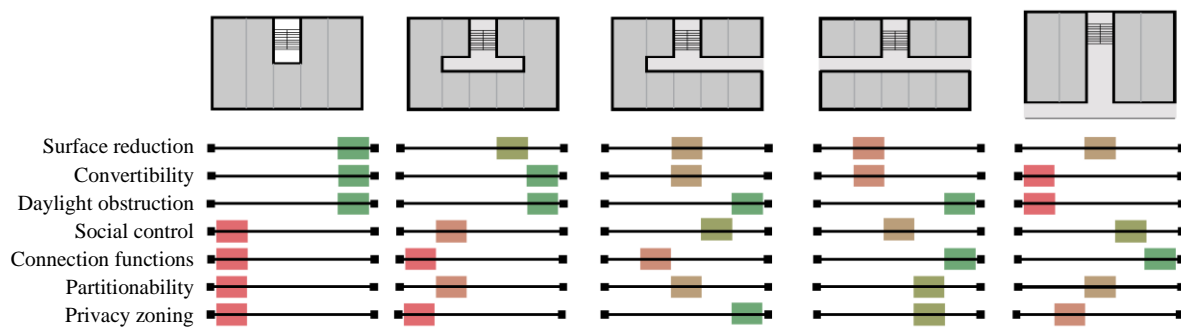 Surface reduction
Convertibility
Daylight obstruction
Social control
Connection functions
Partitionability
Privacy zoning